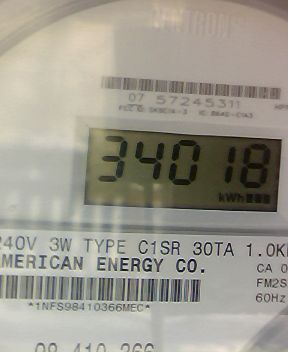 07 57245311
34018
kWh
240V 3W TYPE C1SR 30TA 1.0K
AMERICAN ENERGY CO.
CA 0
FM2S
60Hz
*1NFS98410366MEC*